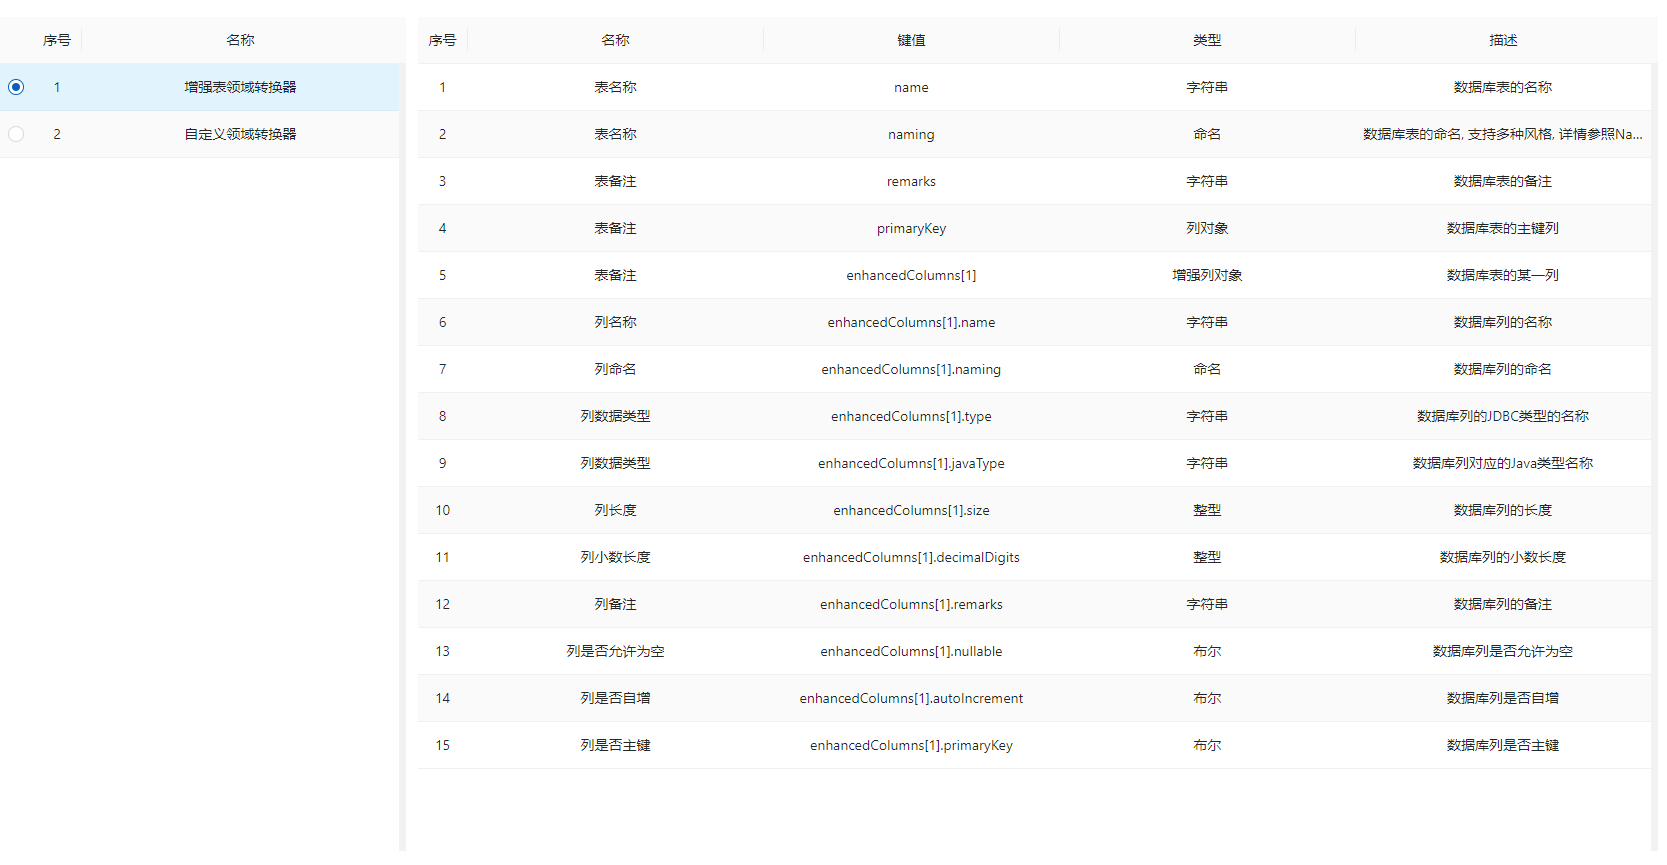 序号 名称
1 增强表领域转换器
2 自定义领域转换器
序号 名称 键值 类型 描述
1 表名称 name 字符串 数据库表的名称
2 表名称 naming 命名 数据库表的命名, 支持多种风格, 详情参照Na...
3 表备注 remarks 字符串 数据库表的备注
4 表备注 primaryKey 列对象 数据库表的主键列
5 表备注 enhancedColumns[1] 增强列对象 数据库表的某一列
6 列名称 enhancedColumns[1].name 字符串 数据库列的名称
7 列命名 enhancedColumns[1].naming 命名 数据库列的命名
8 列数据类型 enhancedColumns[1].type 字符串 数据库列的JDBC类型的名称
9 列数据类型 enhancedColumns[1].javaType 字符串 数据库列对应的Java类型名称
10 列长度 enhancedColumns[1].size 整型 数据库列的长度
11 列小数长度 enhancedColumns[1].decimalDigits 整型 数据库列的小数长度
12 列备注 enhancedColumns[1].remarks 字符串 数据库列的备注
13 列是否允许为空 enhancedColumns[1].nullable 布尔 数据库列是否允许为空
14 列是否自增 enhancedColumns[1].autoIncrement 布尔 数据库列是否自增
15 列是否主键 enhancedColumns[1].primaryKey 布尔 数据库列是否主键